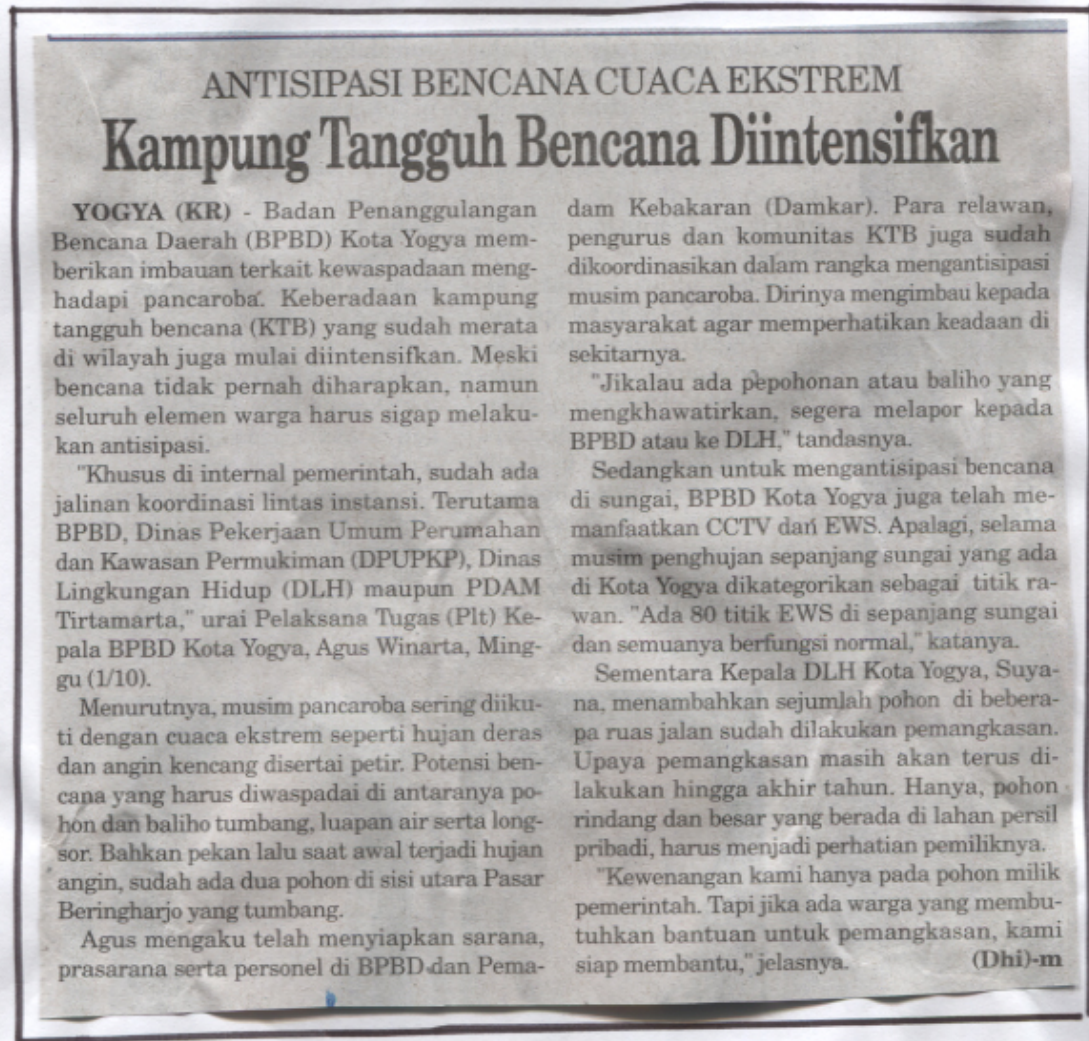 ANTISIPASI BENCANA CUACA EKSTREM
Kampung Tangguh Bencana Diintensifkan
YOGYA (KR) - Badan Penanggulangan
Bencana Daerah (BPBD) Kota Yogya mem-
berikan imbauan terkait kewaspadaan meng-
hadapi pancaroba. Keberadaan kampung
tangguh bencana (KTB) yang sudah merata
di wilayah juga mulai diintensifkan. Meski
bencana tidak pernah diharapkan, namun
seluruh elemen warga harus sigap melaku-
kan antisipasi.
"Khusus di internal pemerintah, sudah ada
jalinan koordinasi lintas instansi. Terutama
BPBD, Dinas Pekerjaan Umum Perumahan
dan Kawasan Permukiman (DPUPKP), Dinas
Lingkungan Hidup (DLH) maupun PDAM
Tirtamarta," urai Pelaksana Tugas (Plt) Ke-
pala BPBD Kota Yogya, Agus Winarta, Ming-
gu (1/10).
Menurutnya, musim pancaroba sering diiku-
ti dengan cuaca ekstrem seperti hujan deras
dan angin kencang disertai petir. Potensi ben-
cana yang harus diwaspadai di antaranya po-
hon dan baliho tumbang, luapan air serta long-
sor. Bahkan pekan lalu saat awal terjadi hujan
angin, sudah ada dua pohon di sisi utara Pasar
Beringharjo yang tumbang.
Agus mengaku telah menyiapkan sarana,
prasarana serta personel di BPBD dan Pema-
dam Kebakaran (Damkar). Para relawan,
pengurus dan komunitas KTB juga sudah
dikoordinasikan dalam rangka mengantisipasi
musim pancaroba. Dirinya mengimbau kepada
masyarakat agar memperhatikan keadaan di
sekitarnya.
"Jikalau ada pepohonan atau baliho yang
mengkhawatirkan, segera melapor kepada
BPBD atau ke DLH," tandasnya.
Sedangkan untuk mengantisipasi bencana
di sungai, BPBD Kota Yogya juga telah me-
manfaatkan CCTV dan EWS. Apalagi, selama
musim penghujan sepanjang sungai yang ada
di Kota Yogya dikategorikan sebagai titik ra-
wan. "Ada 80 titik EWS di sepanjang sungai
dan semuanya berfungsi normal," katanya.
Sementara Kepala DLH Kota Yogya, Suya-
na, menambahkan sejumlah pohon di bebera-
pa ruas jalan sudah dilakukan pemangkasan.
Upaya pemangkasan masih akan terus di-
lakukan hingga akhir tahun. Hanya, pohon
rindang dan besar yang berada di lahan persil
pribadi, harus menjadi perhatian pemiliknya.
"Kewenangan kami hanya pada pohon milik
pemerintah. Tapi jika ada warga yang membu-
tuhkan bantuan untuk pemangkasan, kami
siap membantu," jelasnya. (Dhi)-m